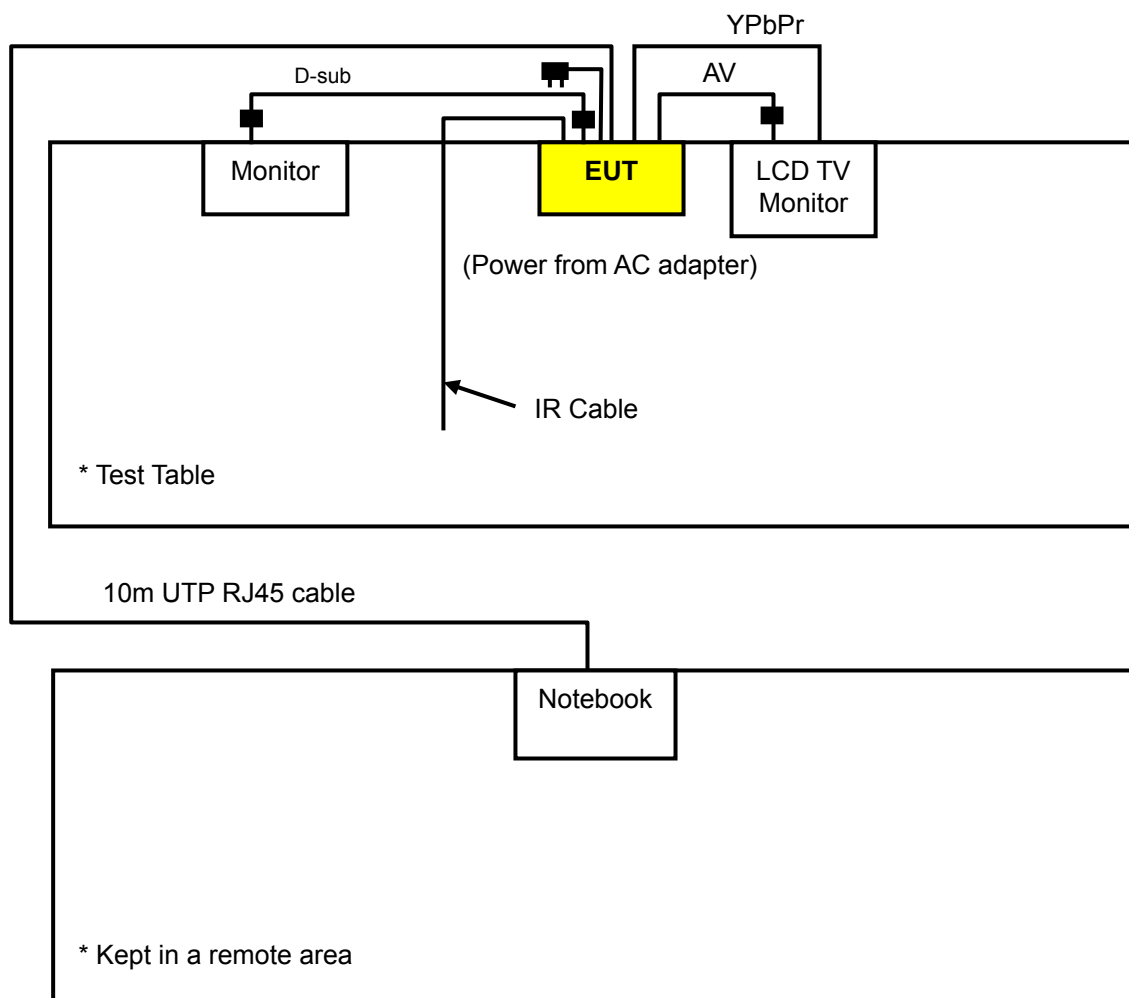 YPbPr
D-sub
AV
Monitor
EUT
LCD TV
Monitor
(Power from AC adapter)
IR Cable
* Test Table
10m UTP RJ45 cable
Notebook
* Kept in a remote area